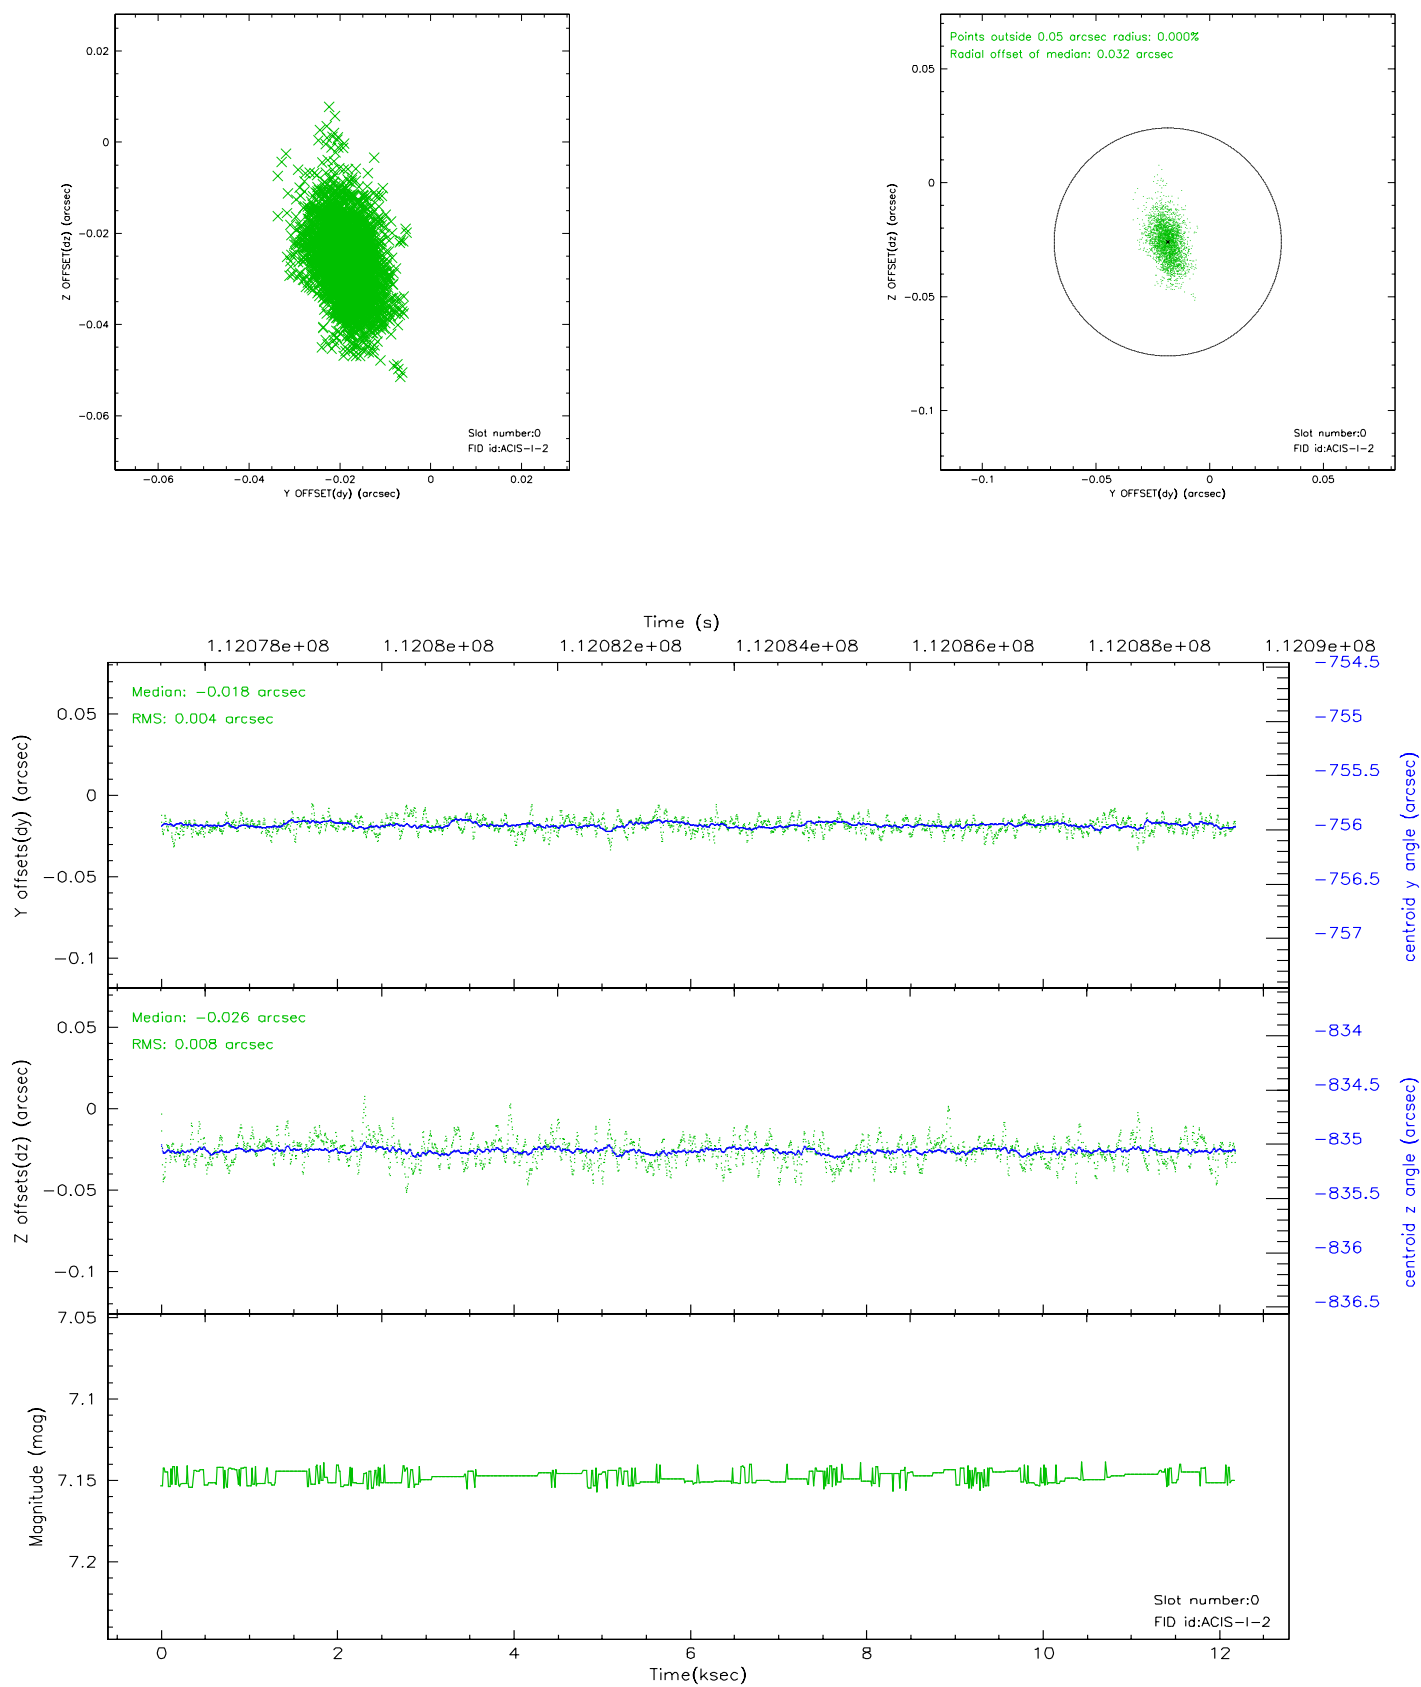 0.02
0
-0.02
-0.04
-0.06
Z OFFSET(dz) (arcsec)
Slot number:0
FID id:ACIS-I-2
-0.06 -0.04 -0.02 0 0.02
Y OFFSET(dy) (arcsec)
Points outside 0.05 arcsec radius: 0.000%
Radial offset of median: 0.032 arcsec
0.05
0
-0.05
-0.1
Z OFFSET(dz) (arcsec)
Slot number:0
FID id:ACIS-I-2
-0.1 -0.05 0 0.05
Y OFFSET(dy) (arcsec)
Time (s)
1.12078e+08 1.1208e+08 1.12082e+08 1.12084e+08 1.12086e+08 1.12088e+08 1.1209e+08
Median: -0.018 arcsec
RMS: 0.004 arcsec
0.05
0
-0.05
-0.1
Y offsets(dy) (arcsec)
-754.5
-755
-755.5
-756
-756.5
-757
centroid y angle (arcsec)
Median: -0.026 arcsec
RMS: 0.008 arcsec
0.05
0
-0.05
-0.1
Z offsets(dz) (arcsec)
-834
-834.5
-835
-835.5
-836
-836.5
centroid z angle (arcsec)
7.05
7.1
7.15
7.2
Magnitude (mag)
Slot number:0
FID id:ACIS-I-2
0 2 4 6 8 10 12
Time(ksec)